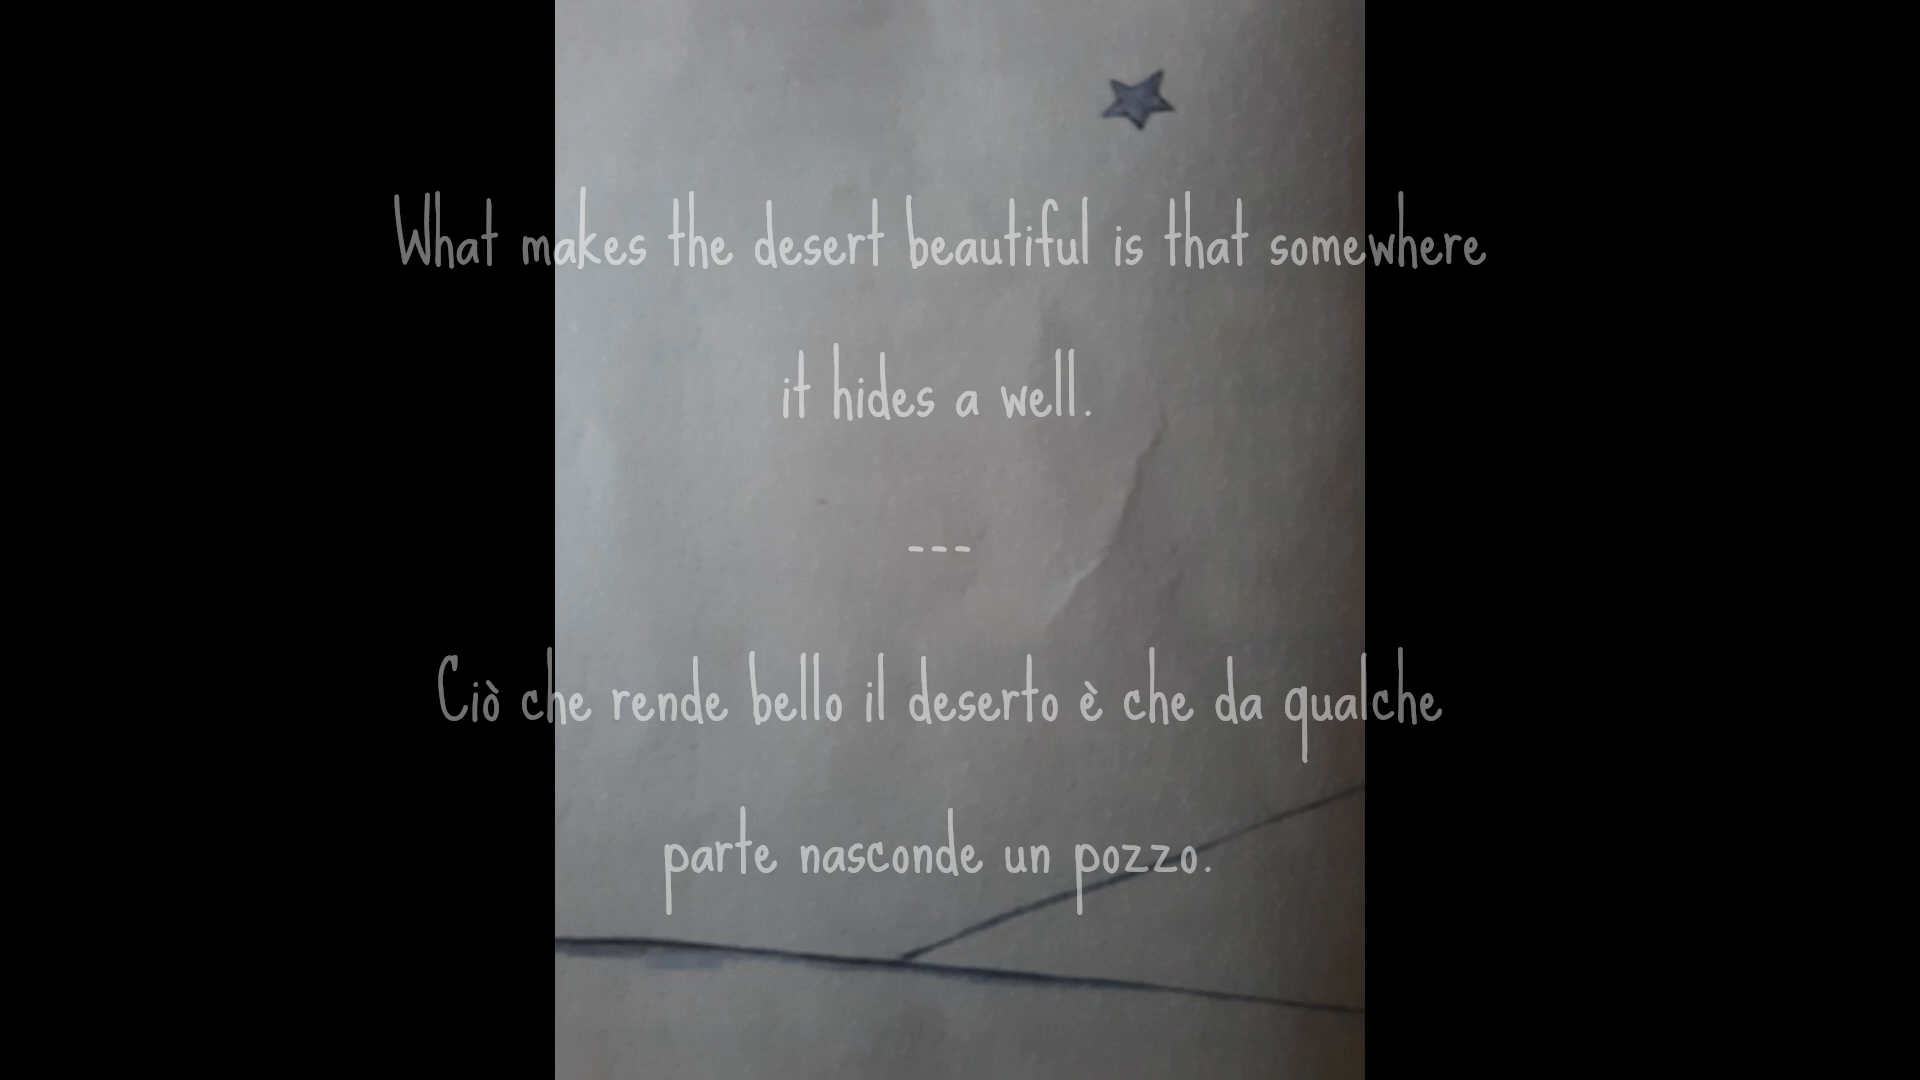 What makes the desert beautiful is that somewhere
it hides a well.
---
Ciò che rende bello il deserto è che da qualche
parte nasconde un pozzo.